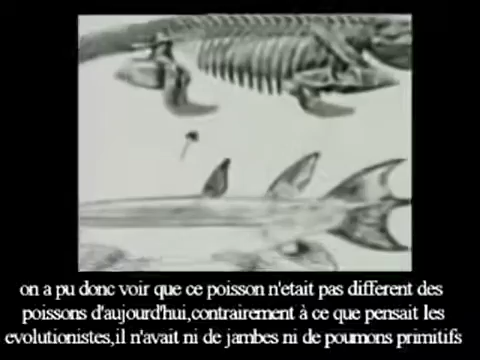 on a pu donc voir que ce poisson n'etait pas different des
poissons d'aujourd'hui,contrairement à ce que pensait les
evolutionistes,il n'avait ni de jambes ni de poumons primitifs